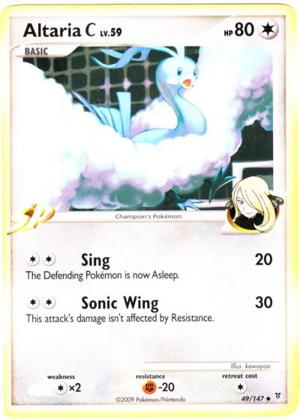 Altaria C LV.59 HP 80
BASIC
SP
Champion's Pokémon
Sing 20
The Defending Pokémon is now Asleep.
Sonic Wing 30
This attack's damage isn't affected by Resistance.
Illus. kawayoo
weakness resistance retreat cost
×2 -20
©2009 Pokémon/Nintendo 49/147